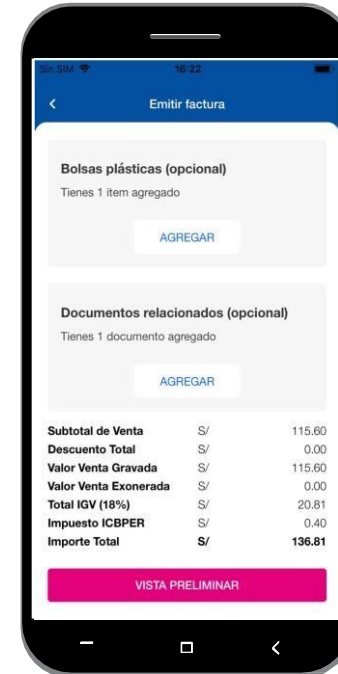 Sin SIM 16:22
Emitir factura
Bolsas plásticas (opcional)
Tienes 1 item agregado
AGREGAR
Documentos relacionados (opcional)
Tienes 1 documento agregado
AGREGAR
Subtotal de Venta S/ 115.60
Descuento Total S/ 0.00
Valor Venta Gravada S/ 115.60
Valor Venta Exonerada S/ 0.00
Total IGV (18%) S/ 20.81
Impuesto ICBPER S/ 0.40
Importe Total S/ 136.81
VISTA PRELIMINAR